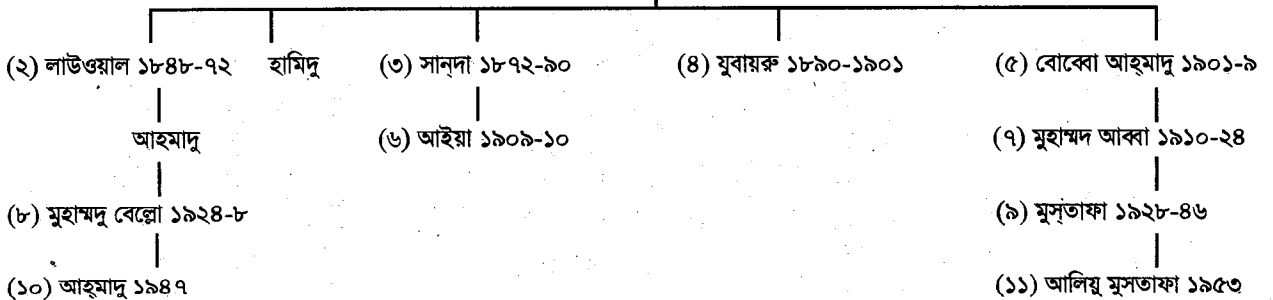 (২) লাউওয়াল ১৮৪৮-৭২ হামিদু (৩) সান্‌দা ১৮৭২-৯০ (৪) যুবায়রু ১৮৯০-১৯০১ (৫) বোব্বো আহ্‌মাদু ১৯০১-৯
আহমাদু (৬) আইয়া ১৯০৯-১০ (৭) মুহাম্মদ আব্বা ১৯১০-২৪
(৮) মুহাম্মদু বেল্লো ১৯২৪-৮ (৯) মুস্‌তাফা ১৯২৮-৪৬
(১০) আহ্‌মাদু ১৯৪৭ (১১) আলিয়ু মুসতাফা ১৯৫৩